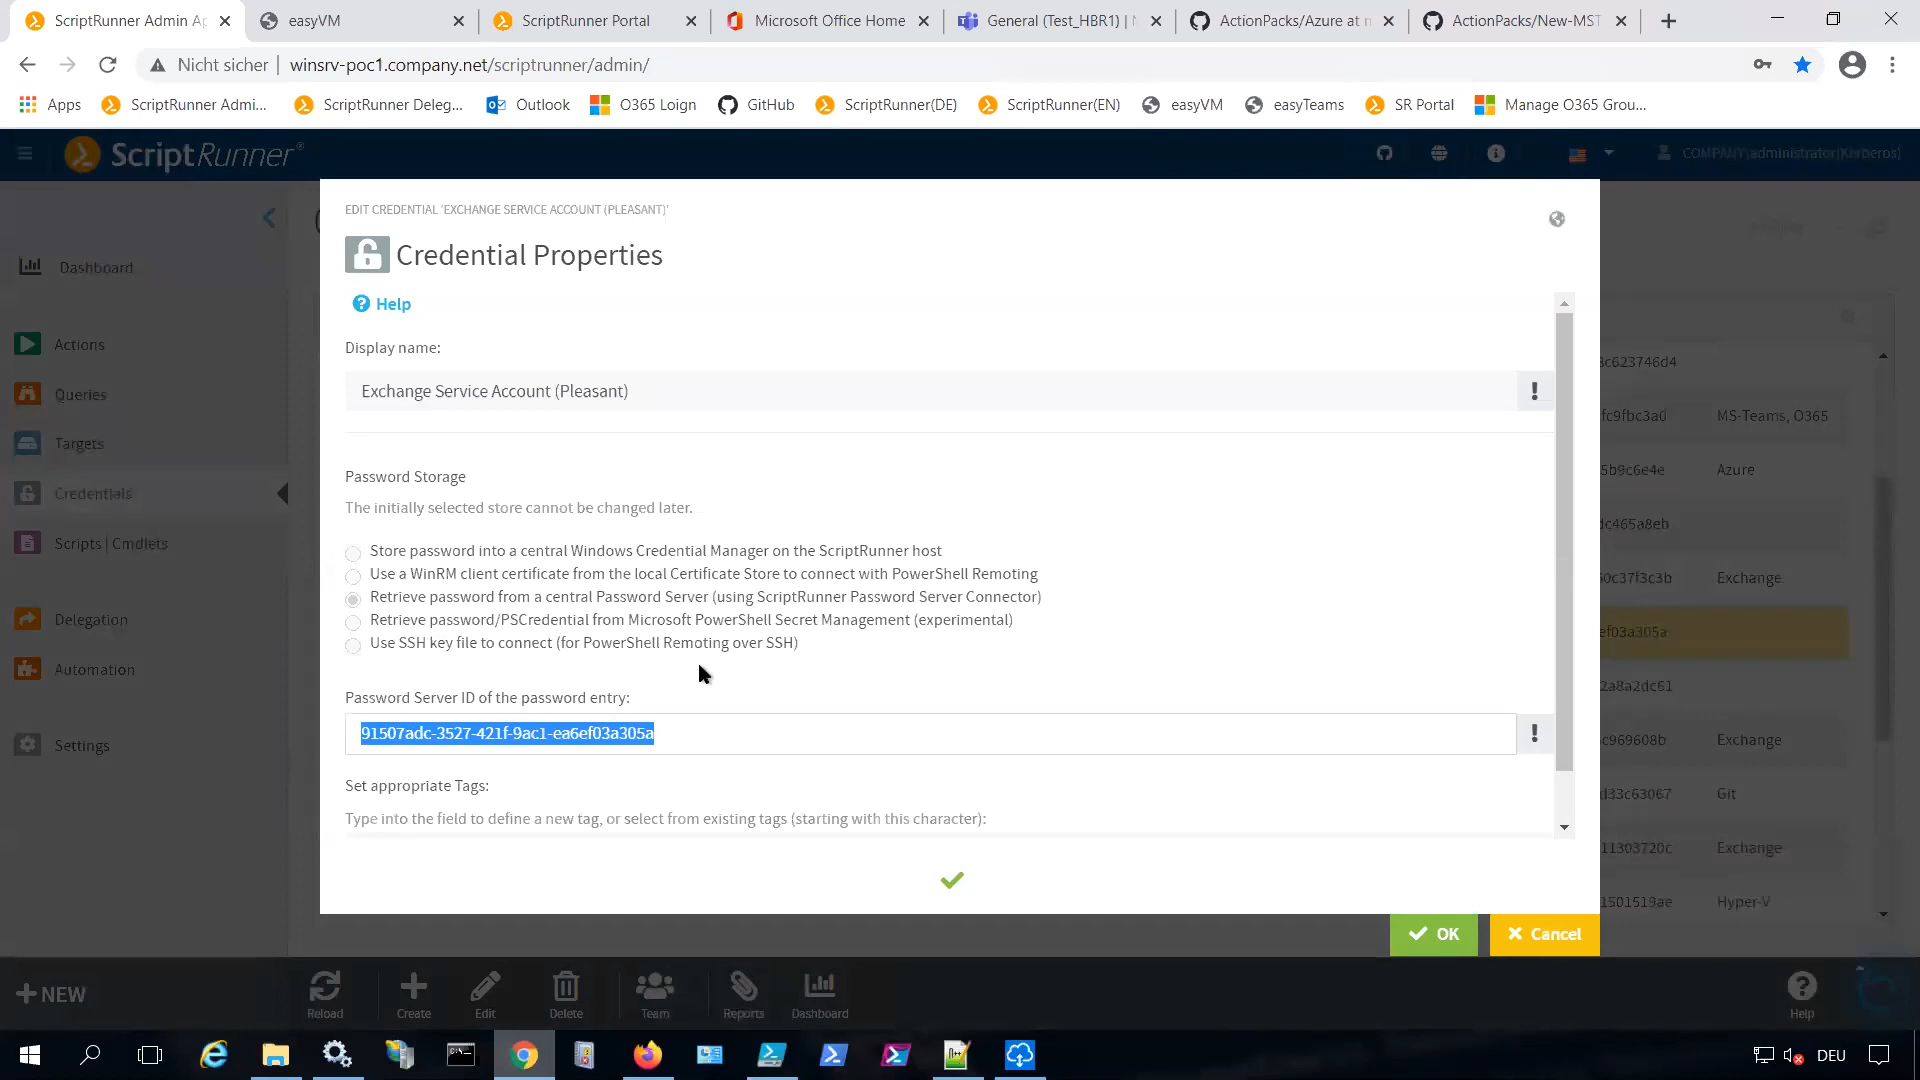 ScriptRunner Admin Ap
easyVM
ScriptRunner Portal
Microsoft Office Home
General (Test_HBR1) |
ActionPacks/Azure at m
ActionPacks/New-MST
Nicht sicher | winsrv-poc1.company.net/scriptrunner/admin/
Apps
ScriptRunner Admi...
ScriptRunner Deleg...
Outlook
O365 Loign
GitHub
ScriptRunner(DE)
ScriptRunner(EN)
easyVM
easyTeams
SR Portal
Manage O365 Grou...
ScriptRunner®
COMPANY\administrator(Kerberos)
EDIT CREDENTIAL 'EXCHANGE SERVICE ACCOUNT (PLEASANT)'
Credential Properties
Help
Display name:
Exchange Service Account (Pleasant)
Password Storage
The initially selected store cannot be changed later.
Store password into a central Windows Credential Manager on the ScriptRunner host
Use a WinRM client certificate from the local Certificate Store to connect with PowerShell Remoting
Retrieve password from a central Password Server (using ScriptRunner Password Server Connector)
Retrieve password/PSCredential from Microsoft PowerShell Secret Management (experimental)
Use SSH key file to connect (for PowerShell Remoting over SSH)
Password Server ID of the password entry:
91507adc-3527-421f-9ac1-ea6ef03a305a
Set appropriate Tags:
Type into the field to define a new tag, or select from existing tags (starting with this character):
OK
Cancel
Dashboard
Actions
Queries
Targets
Credentials
Scripts | Cmdlets
Delegation
Automation
Settings
3c623746d4
fc9fbc3a0 MS-Teams, O365
5b9c6e4e Azure
dc465a8eb
50c37f3c3b Exchange
ef03a305a
2a8a2dc61
5c969608b Exchange
d33c63067 Git
11303720c Exchange
1501519ae Hyper-V
+ NEW
Reload
Create
Edit
Delete
Team
Reports
Dashboard
Help
DEU